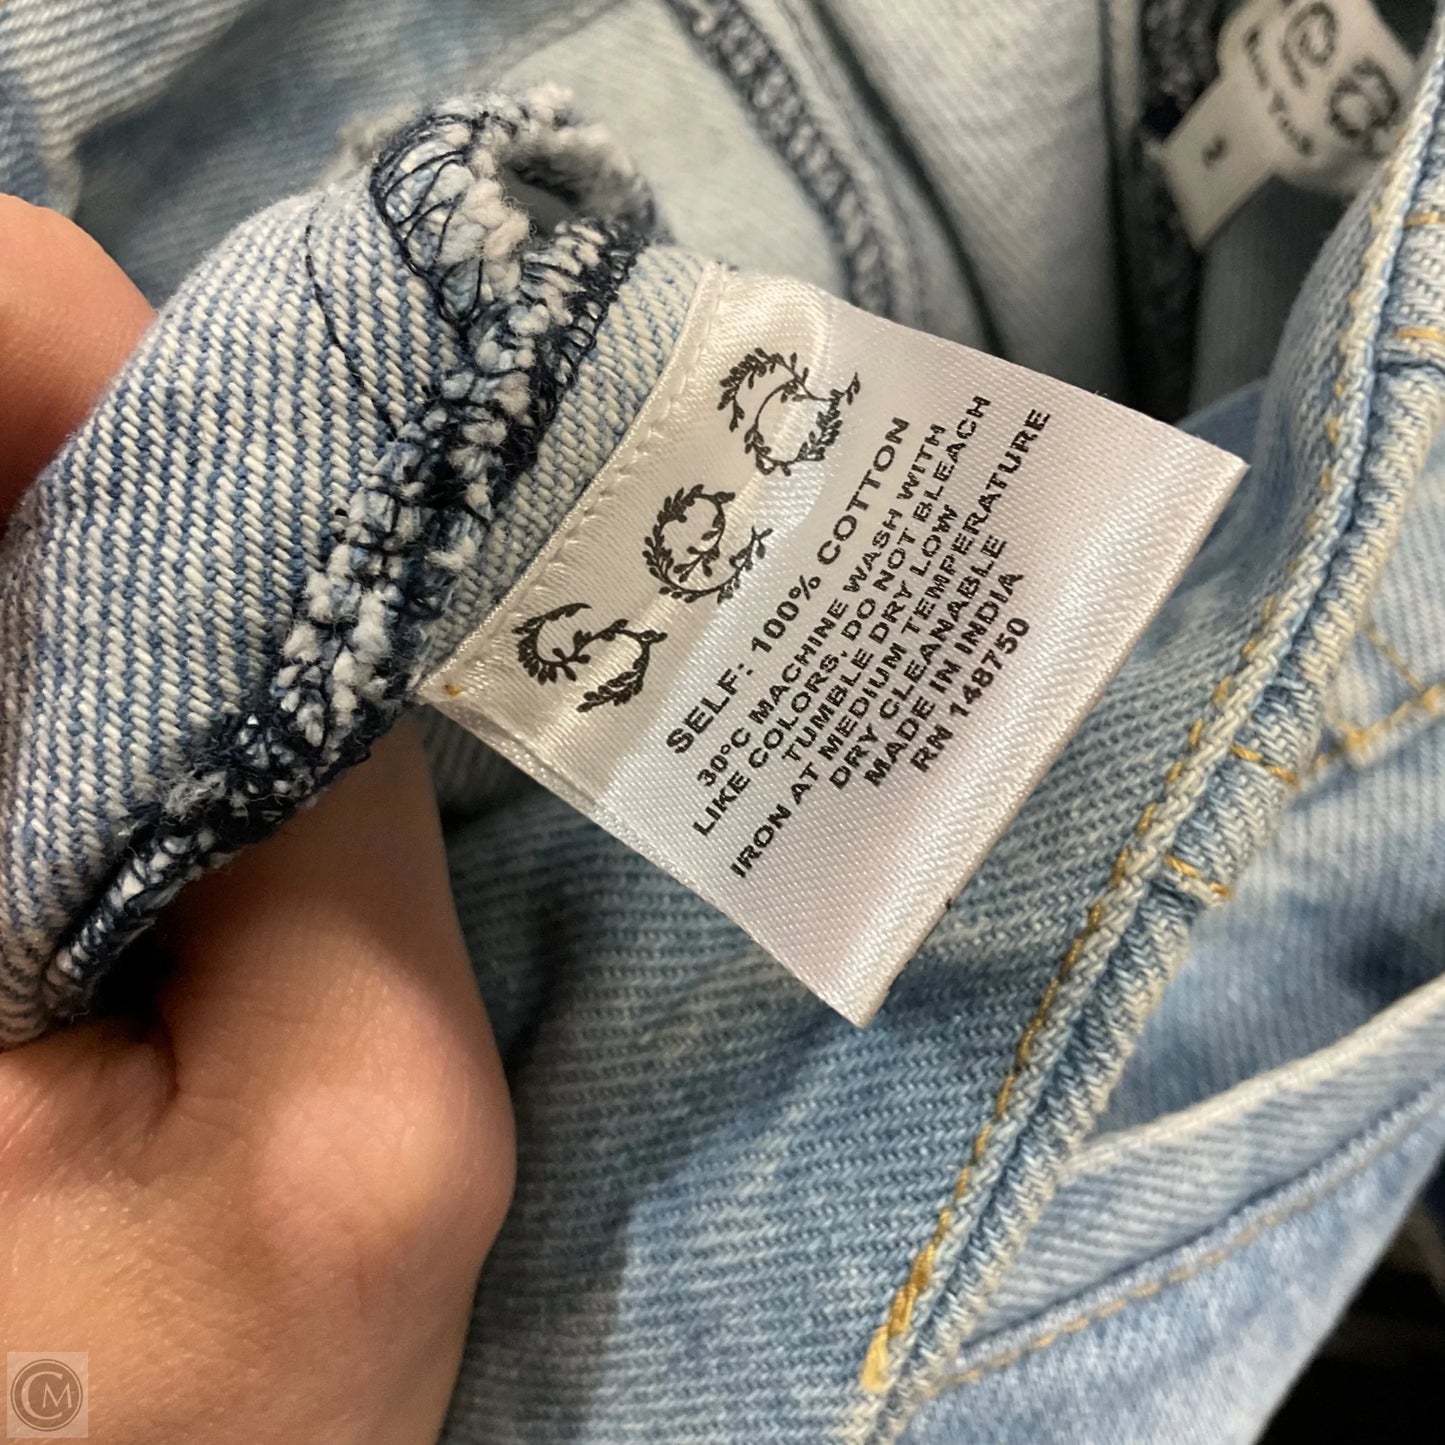 SELF: 100% COTTON
30°C MACHINE WASH WITH
LIKE COLORS, DO NOT BLEACH
TUMBLE DRY LOW
IRON AT MEDIUM TEMPERATURE
DRY CLEANABLE
MADE IN INDIA
RN 148750
CM